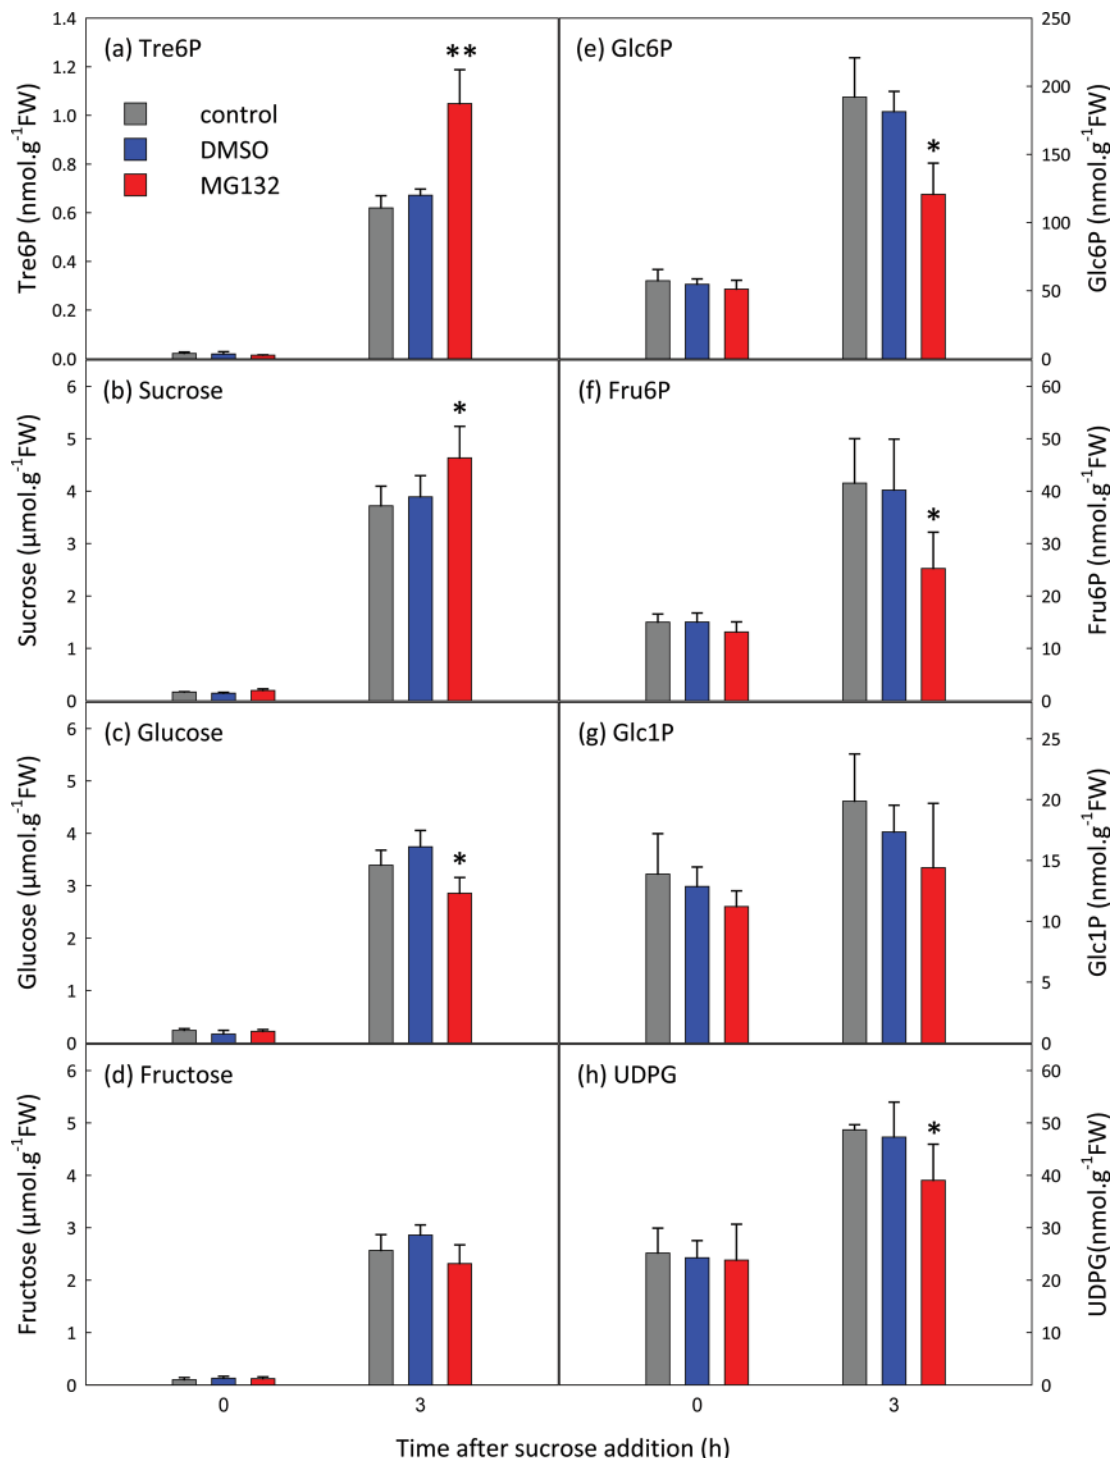 (a) Tre6P
control
DMSO
MG132
**
Tre6P (nmol.g-1FW)
1.4
1.2
1.0
0.8
0.6
0.4
0.2
0.0
(e) Glc6P
*
Glc6P (nmol.g-1FW)
250
200
150
100
50
0
(b) Sucrose
*
Sucrose (µmol.g-1FW)
6
5
4
3
2
1
0
(f) Fru6P
*
Fru6P (nmol.g-1FW)
60
50
40
30
20
10
0
(c) Glucose
*
Glucose (µmol.g-1FW)
6
5
4
3
2
1
0
(g) Glc1P
Glc1P (nmol.g-1FW)
25
20
15
10
5
0
(d) Fructose
Fructose (µmol.g-1FW)
6
5
4
3
2
1
0
(h) UDPG
*
UDPG(nmol.g-1FW)
60
50
40
30
20
10
0
0 3 0 3
Time after sucrose addition (h)